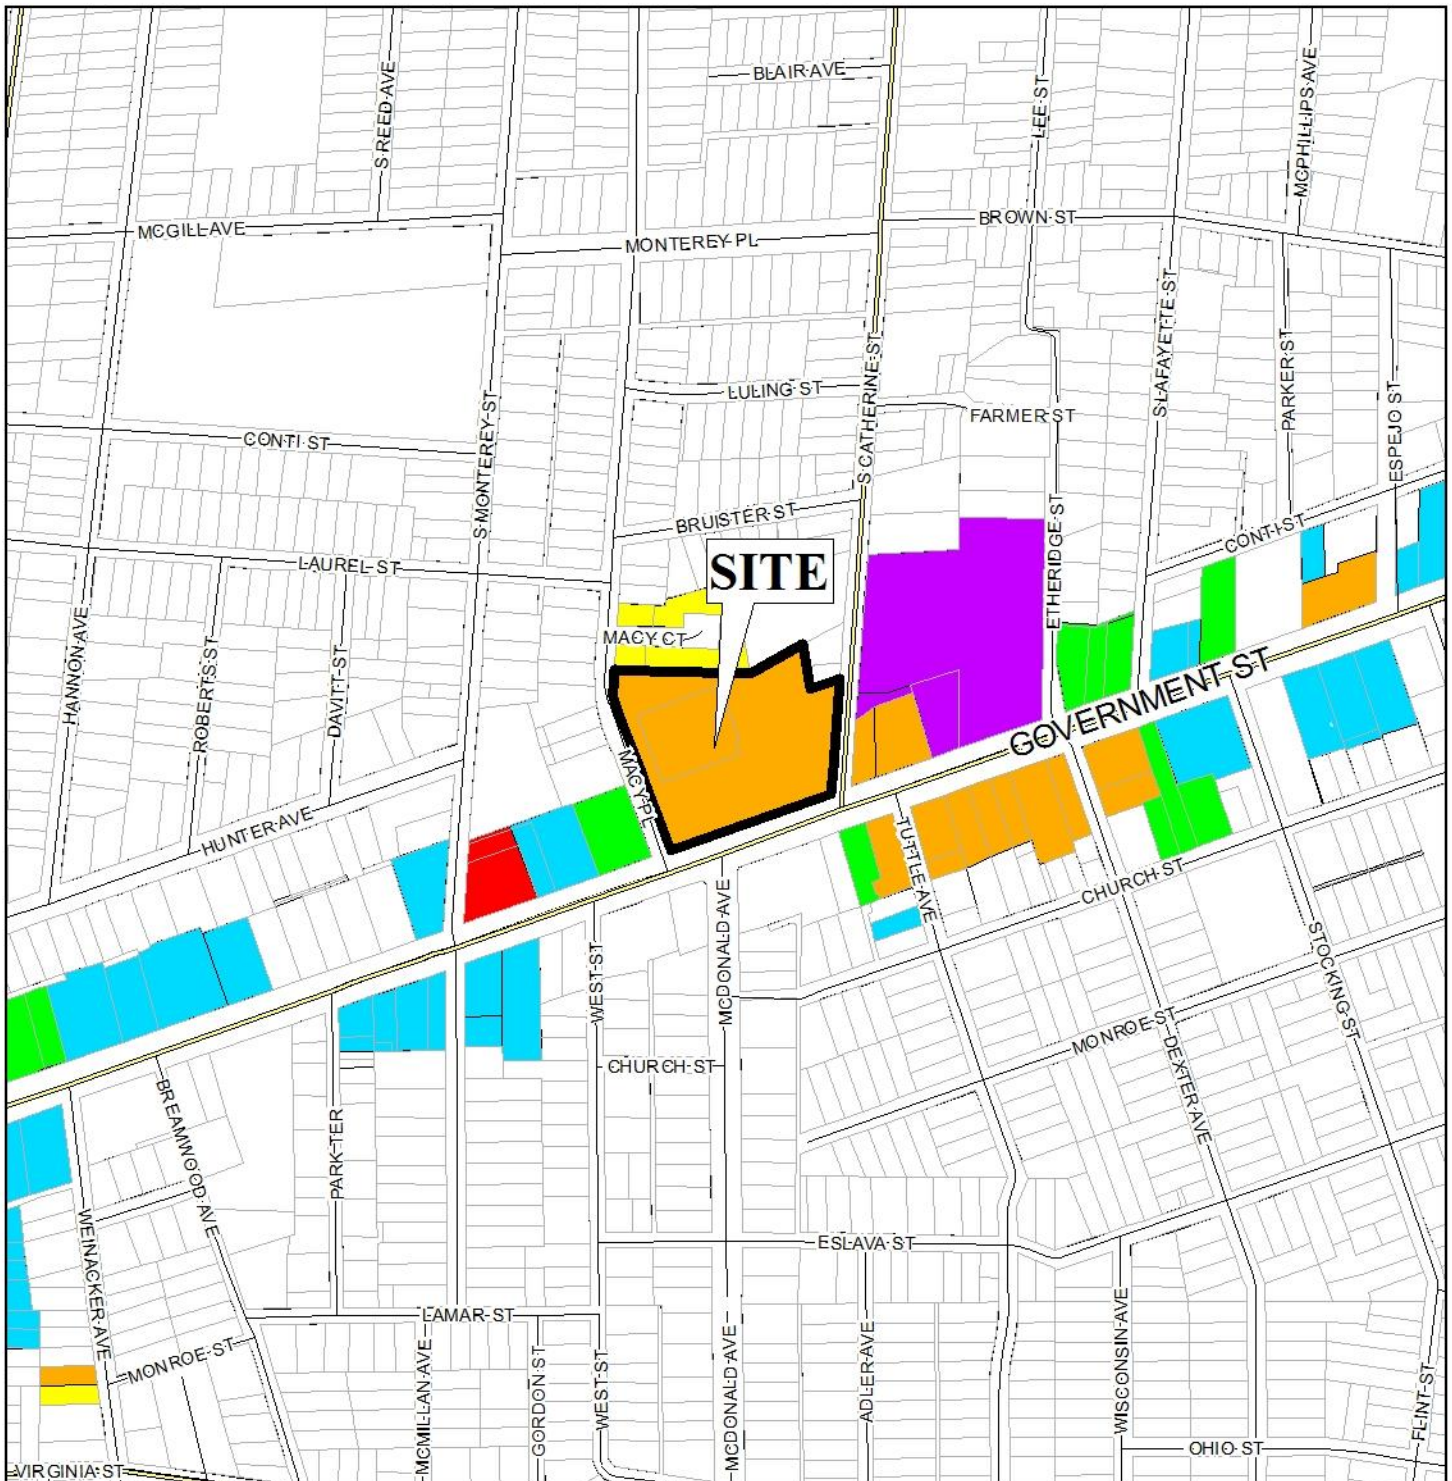 BLAIR AVE
S REED AVE
LEE ST
MCPHILLIPS AVE
MCGILL AVE
MONTEREY PL
BROWN ST
S LAFAYETTE ST
S CATHERINE ST
PARKER ST
ESPEJO ST
LULING ST
FARMER ST
S MONTEREY ST
CONTI ST
BRUISTER ST
ETHERIDGE ST
CONTI ST
LAUREL ST
SITE
MACY CT
HANNON AVE
ROBERTS ST
DAVITT ST
GOVERNMENT ST
MACY PL
HUNTER AVE
TUTTLE AVE
CHURCH ST
MCDONALD AVE
WEST ST
STOCKING ST
MONROE ST
CHURCH ST
DEXTER AVE
BREAMWOOD AVE
PARK TER
WEINACKER AVE
ESLAVA ST
LAMAR ST
MONROE ST
MCMILLAN AVE
GORDON ST
WEST ST
MCDONALD AVE
ADLER AVE
WISCONSIN AVE
FLINT ST
OHIO ST
VIRGINIA ST